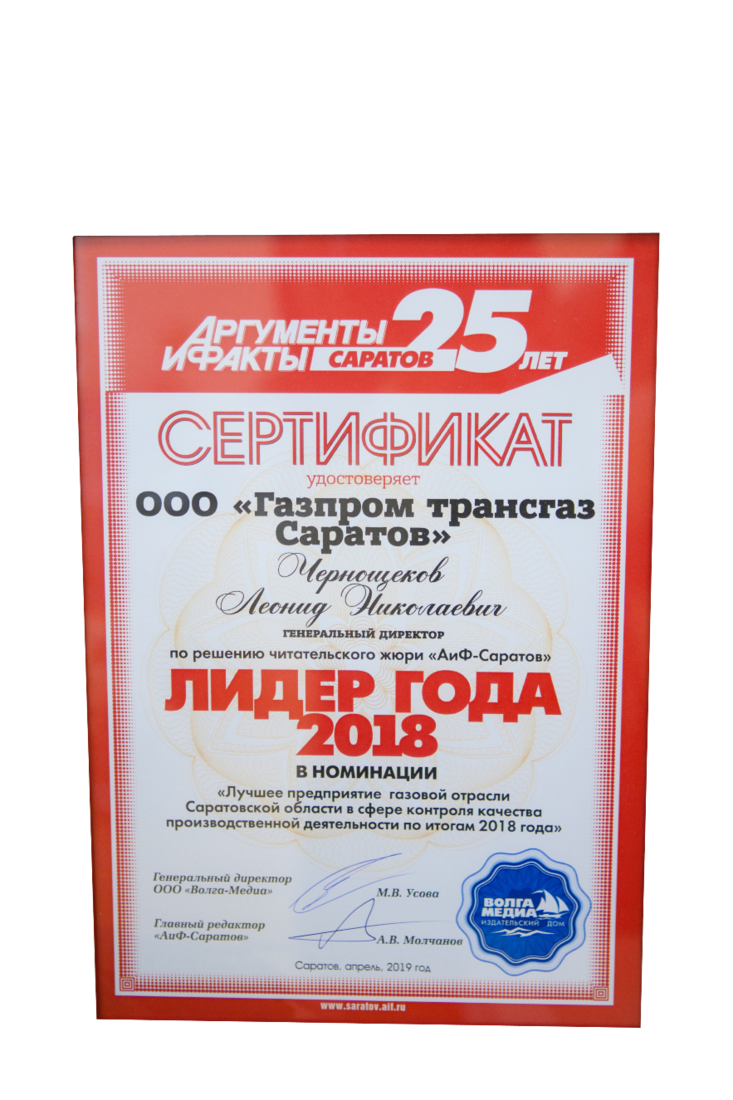 АРГУМЕНТЫ
И ФАКТЫ САРАТОВ 25 ЛЕТ
СЕРТИФИКАТ
удостоверяет
ООО «Газпром трансгаз
Саратов»
Чернощеков
Леонид Николаевич
ГЕНЕРАЛЬНЫЙ ДИРЕКТОР
по решению читательского жюри «АиФ-Саратов»
ЛИДЕР ГОДА
2018
В НОМИНАЦИИ
«Лучшее предприятие газовой отрасли
Саратовской области в сфере контроля качества
производственной деятельности по итогам 2018 года»
Генеральный директор
ООО «Волга-Медиа» М.В. Усова
Главный редактор
«АиФ-Саратов» А.В. Молчанов
ВОЛГА
МЕДИА
ИЗДАТЕЛЬСКИЙ ДОМ
Саратов, апрель, 2019 год
www.saratov.aif.ru